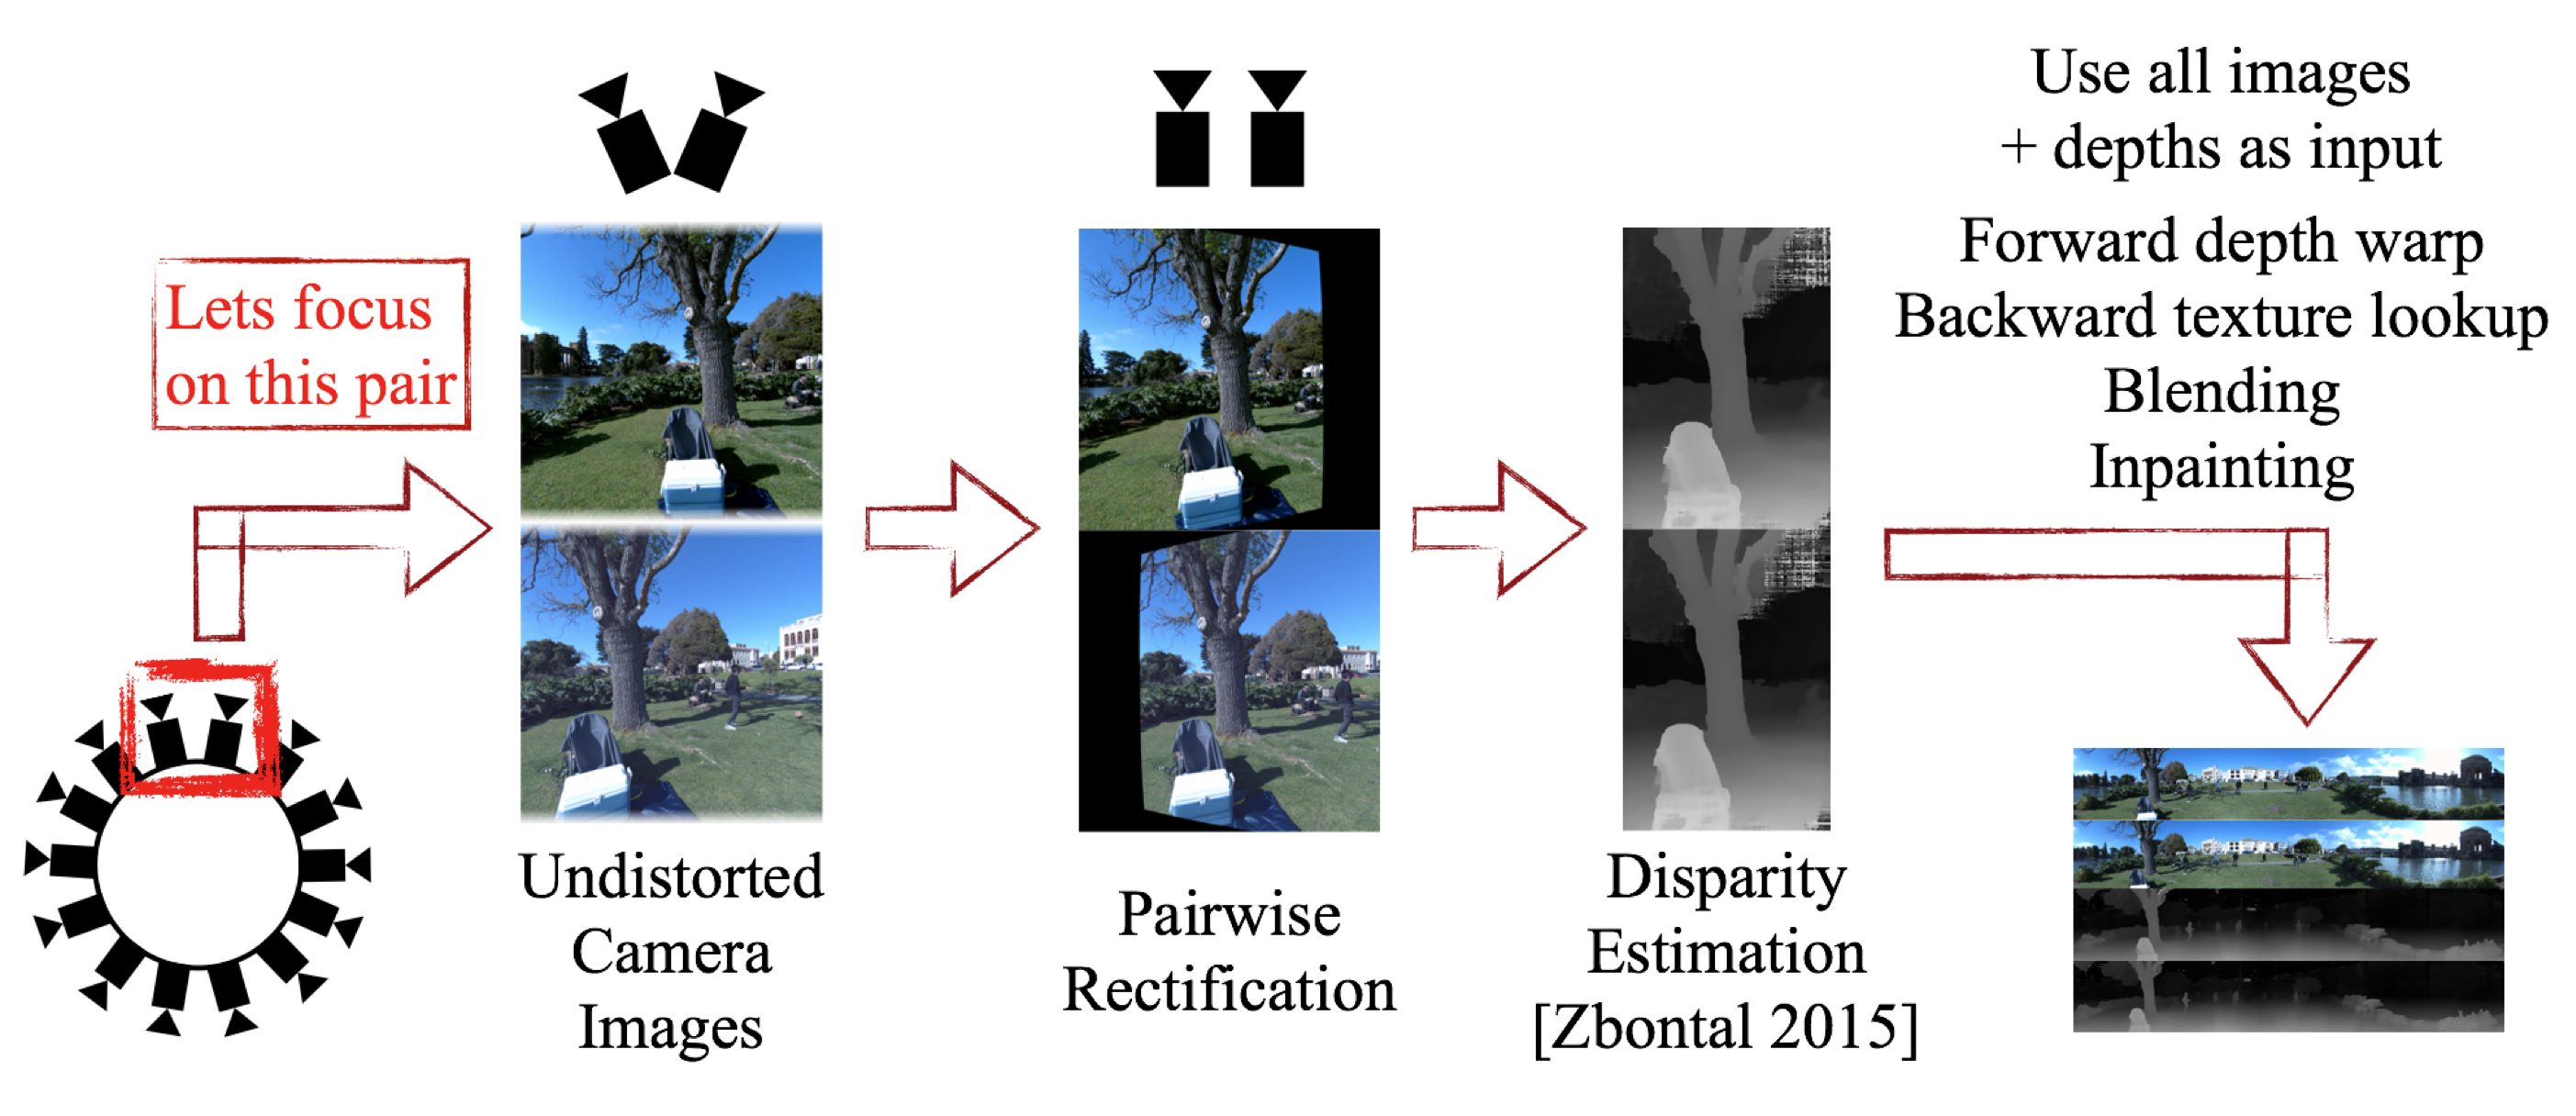 Lets focus
on this pair
Undistorted
Camera
Images
Pairwise
Rectification
Disparity
Estimation
[Zbontal 2015]
Use all images
+ depths as input
Forward depth warp
Backward texture lookup
Blending
Inpainting